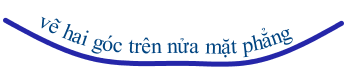 vẽ hai góc trên nửa mặt phẳng